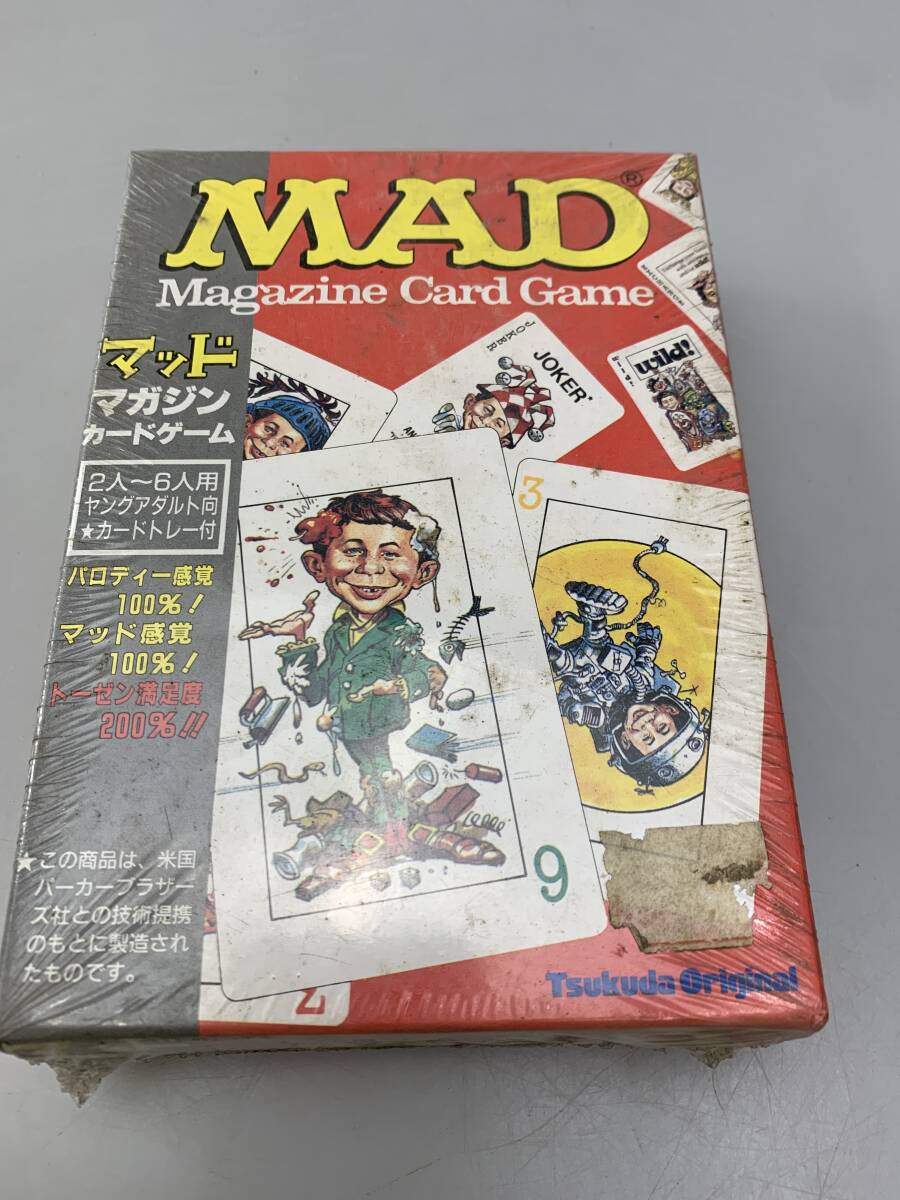 MAD®
Magazine Card Game
マッド
マガジン
カードゲーム
2人～6人用
ヤングアダルト向
★カードトレー付
パロディー感覚
100%!
マッド感覚
100%!
トーゼン満足度
200%!!
★この商品は、米国
パーカーブラザー
ズ社との技術提携
のもとに製造され
たものです。
JOKER
JOKER
wild!
3
9
7
Tsukuda Original